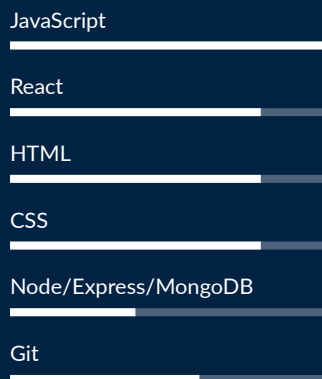 JavaScript
React
HTML
CSS
Node/Express/MongoDB
Git